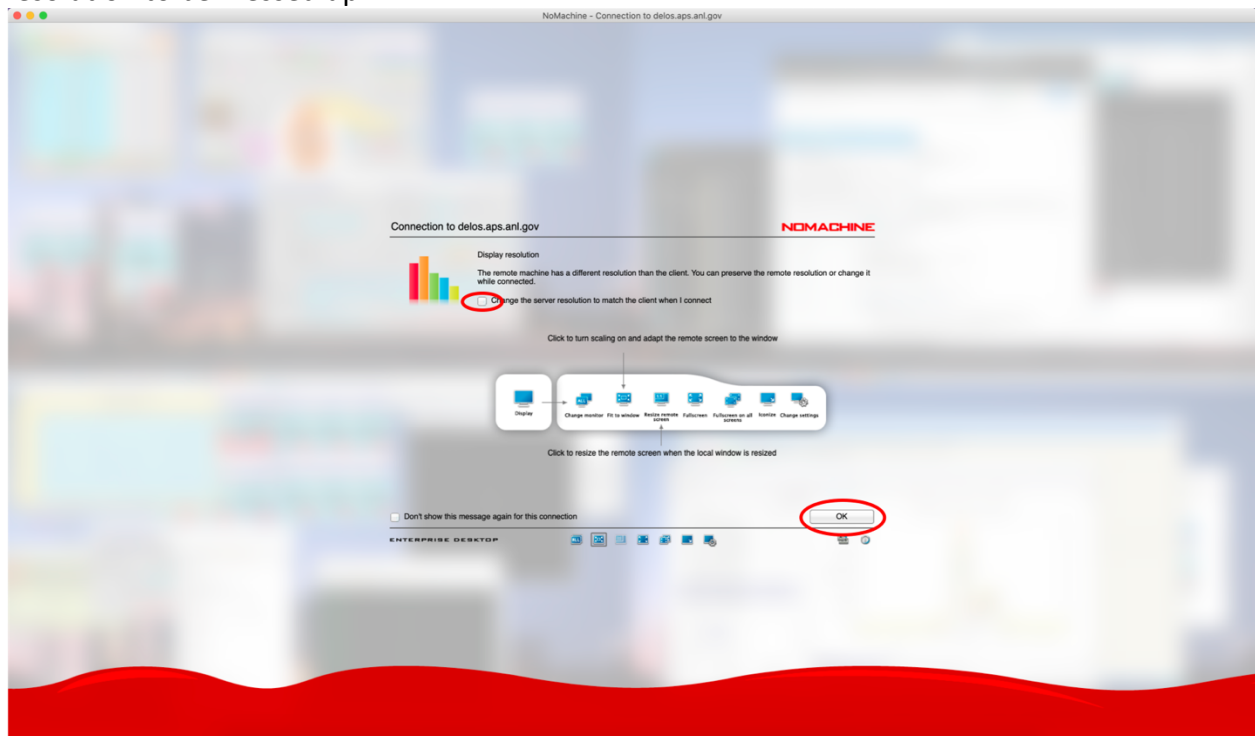 NoMachine - Connection to delos.aps.anl.gov
Connection to delos.aps.anl.gov
NOMACHINE
Display resolution
The remote machine has a different resolution than the client. You can preserve the remote resolution or change it
while connected.
Change the server resolution to match the client when I connect
Click to turn scaling on and adapt the remote screen to the window
Display
Change monitor
Fit to window
Resize remote screen
Fullscreen
Fullscreen on all screens
Iconize
Change settings
Click to resize the remote screen when the local window is resized
Don't show this message again for this connection
OK
ENTERPRISE DESKTOP